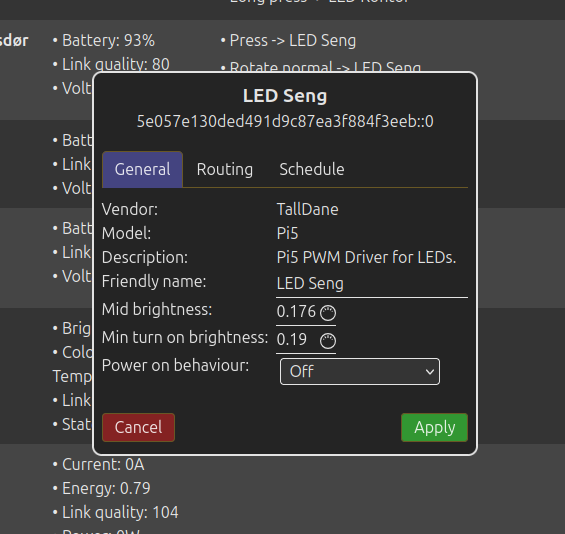 Long press -> LED Kontor
sdør
• Battery: 93%
• Press -> LED Seng
• Link quality: 80
• Rotate normal -> LED Seng
• Volt
LED Seng
5e057e130ded491d9c87ea3f884f3eeb::0
• Batt
General
Routing
Schedule
• Link
• Volt
Vendor: TallDane
Model: Pi5
• Batt
Description: Pi5 PWM Driver for LEDs.
• Link
Friendly name: LED Seng
• Volt
Mid brightness: 0.176
• Brig
Min turn on brightness: 0.19
• Colo
Power on behaviour: Off
Temp
• Link
• Stat
Cancel
Apply
• Current: 0A
• Energy: 0.79
• Link quality: 104
• Power: 0W